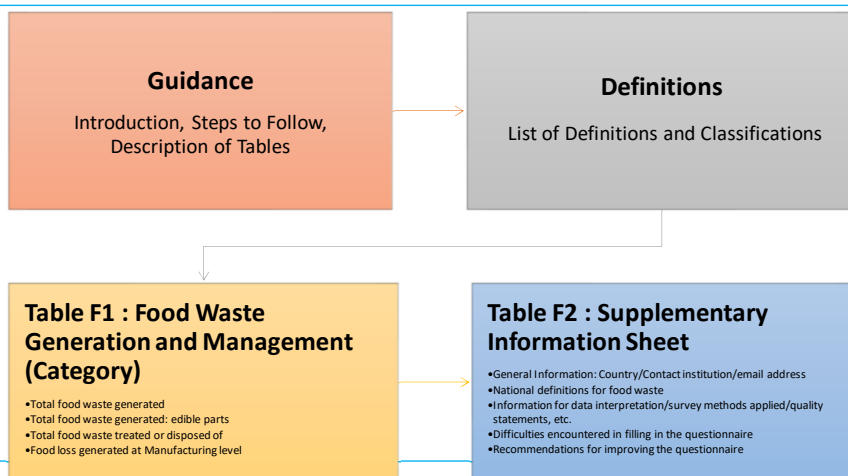 Guidance
Introduction, Steps to Follow,
Description of Tables
Definitions
List of Definitions and Classifications
Table F1 : Food Waste
Generation and Management
(Category)
•Total food waste generated
•Total food waste generated: edible parts
•Total food waste treated or disposed of
•Food loss generated at Manufacturing level
Table F2 : Supplementary
Information Sheet
•General Information: Country/Contact institution/email address
•National definitions for food waste
•Information for data interpretation/survey methods applied/quality
statements, etc.
•Difficulties encountered in filling in the questionnaire
•Recommendations for improving the questionnaire